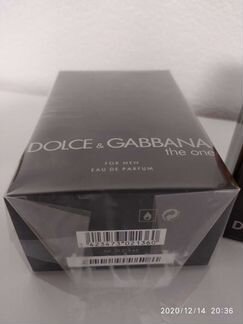 DOLCE & GABBANA
the one
FOR MEN
EAU DE PARFUM
D
2020/12/14 20:36